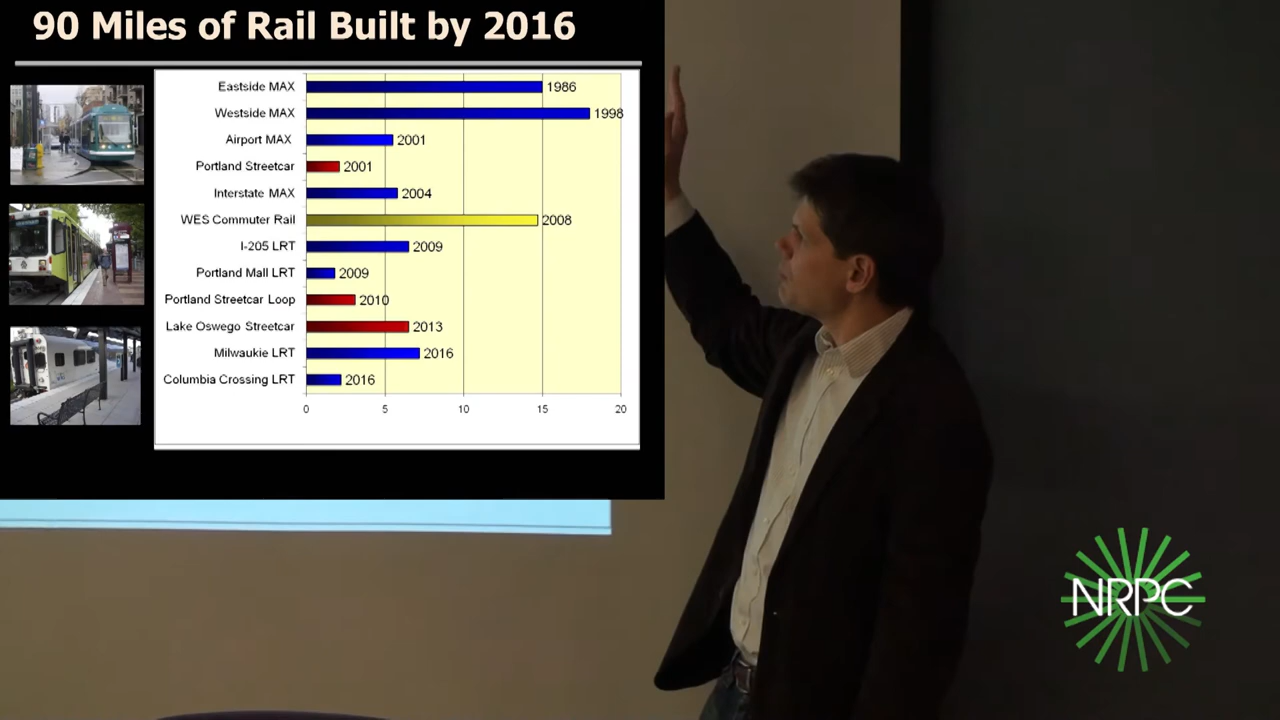 90 Miles of Rail Built by 2016
Eastside MAX 1986
Westside MAX 1998
Airport MAX 2001
Portland Streetcar 2001
Interstate MAX 2004
WES Commuter Rail 2008
I-205 LRT 2009
Portland Mall LRT 2009
Portland Streetcar Loop 2010
Lake Oswego Streetcar 2013
Milwaukie LRT 2016
Columbia Crossing LRT 2016
0 5 10 15 20
NRPC